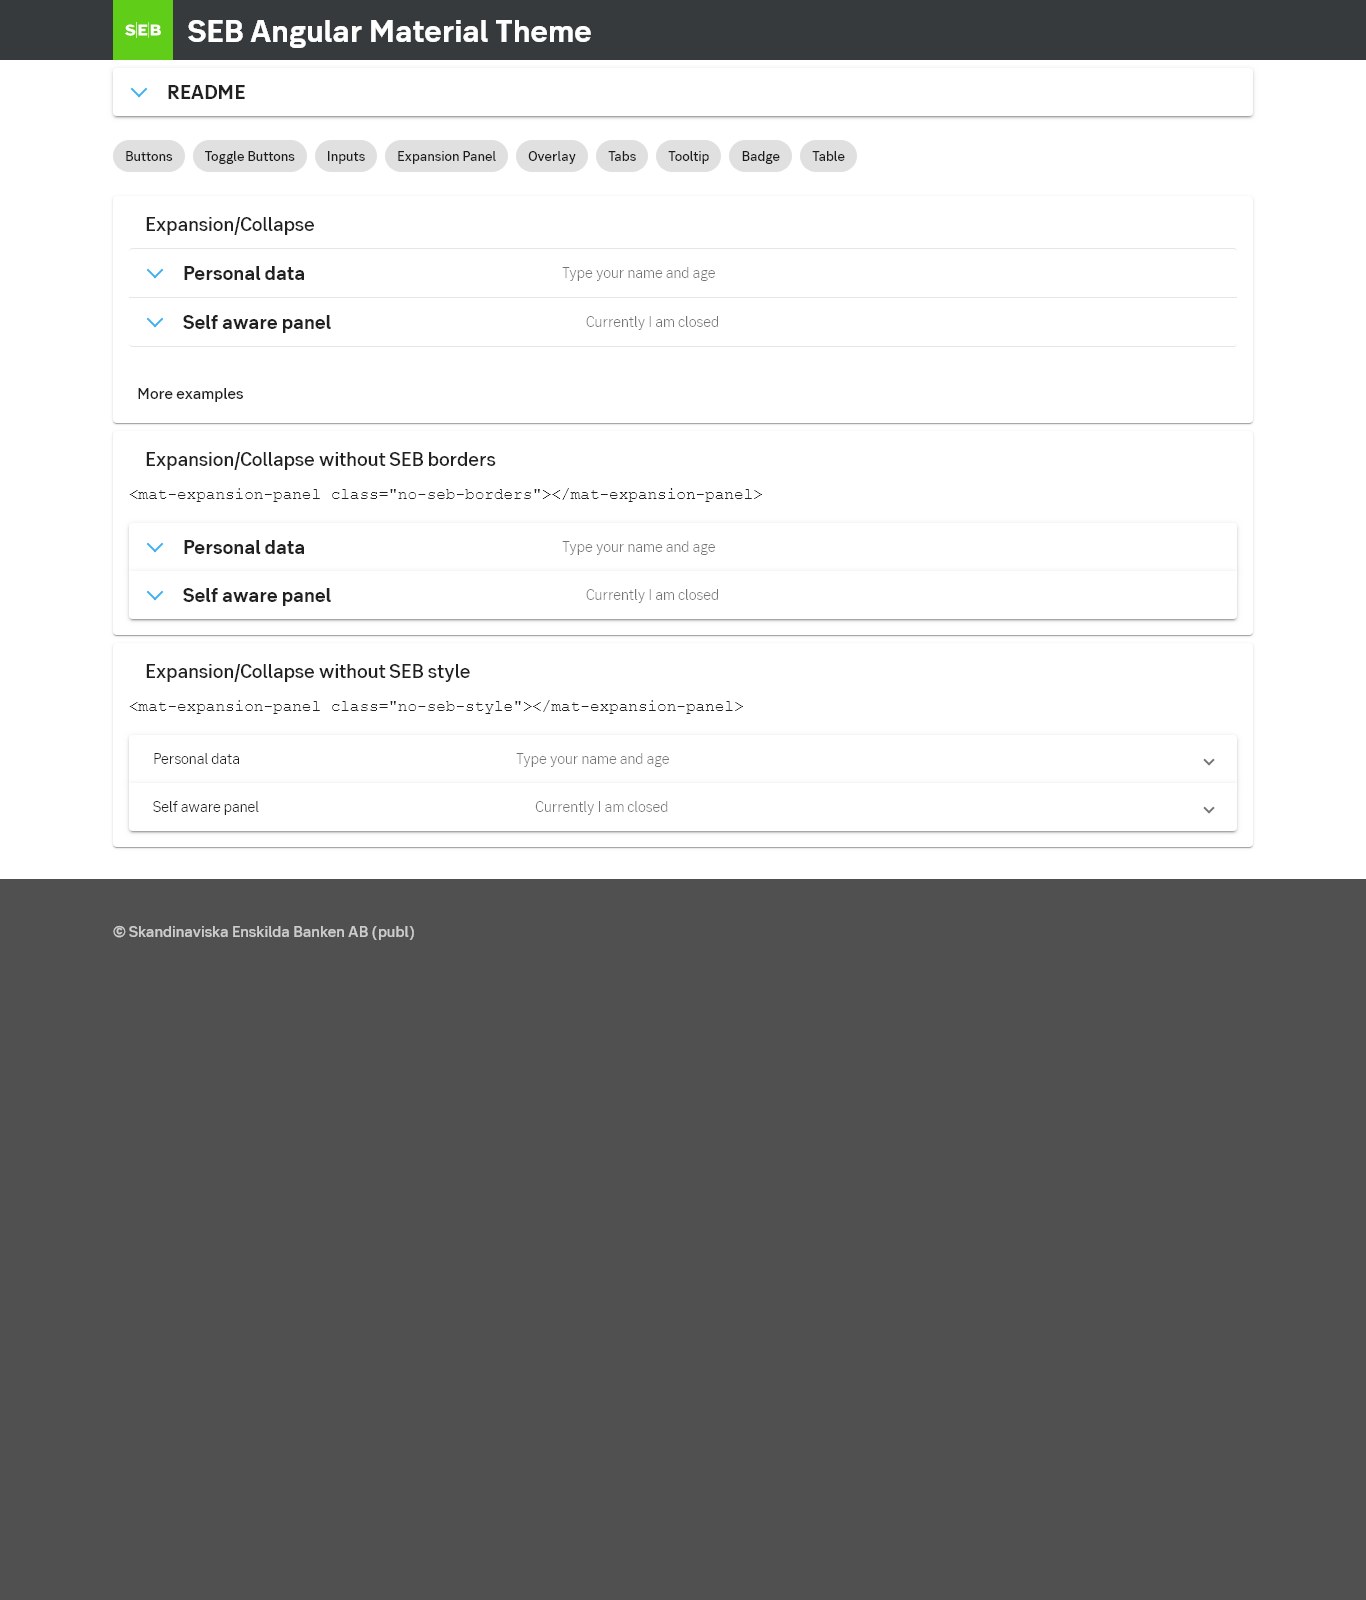 SEB SEB Angular Material Theme
README
Buttons Toggle Buttons Inputs Expansion Panel Overlay Tabs Tooltip Badge Table
Expansion/Collapse
Personal data Type your name and age
Self aware panel Currently I am closed
More examples
Expansion/Collapse without SEB borders
<mat-expansion-panel class="no-seb-borders"></mat-expansion-panel>
Personal data Type your name and age
Self aware panel Currently I am closed
Expansion/Collapse without SEB style
<mat-expansion-panel class="no-seb-style"></mat-expansion-panel>
Personal data Type your name and age
Self aware panel Currently I am closed
© Skandinaviska Enskilda Banken AB (publ)